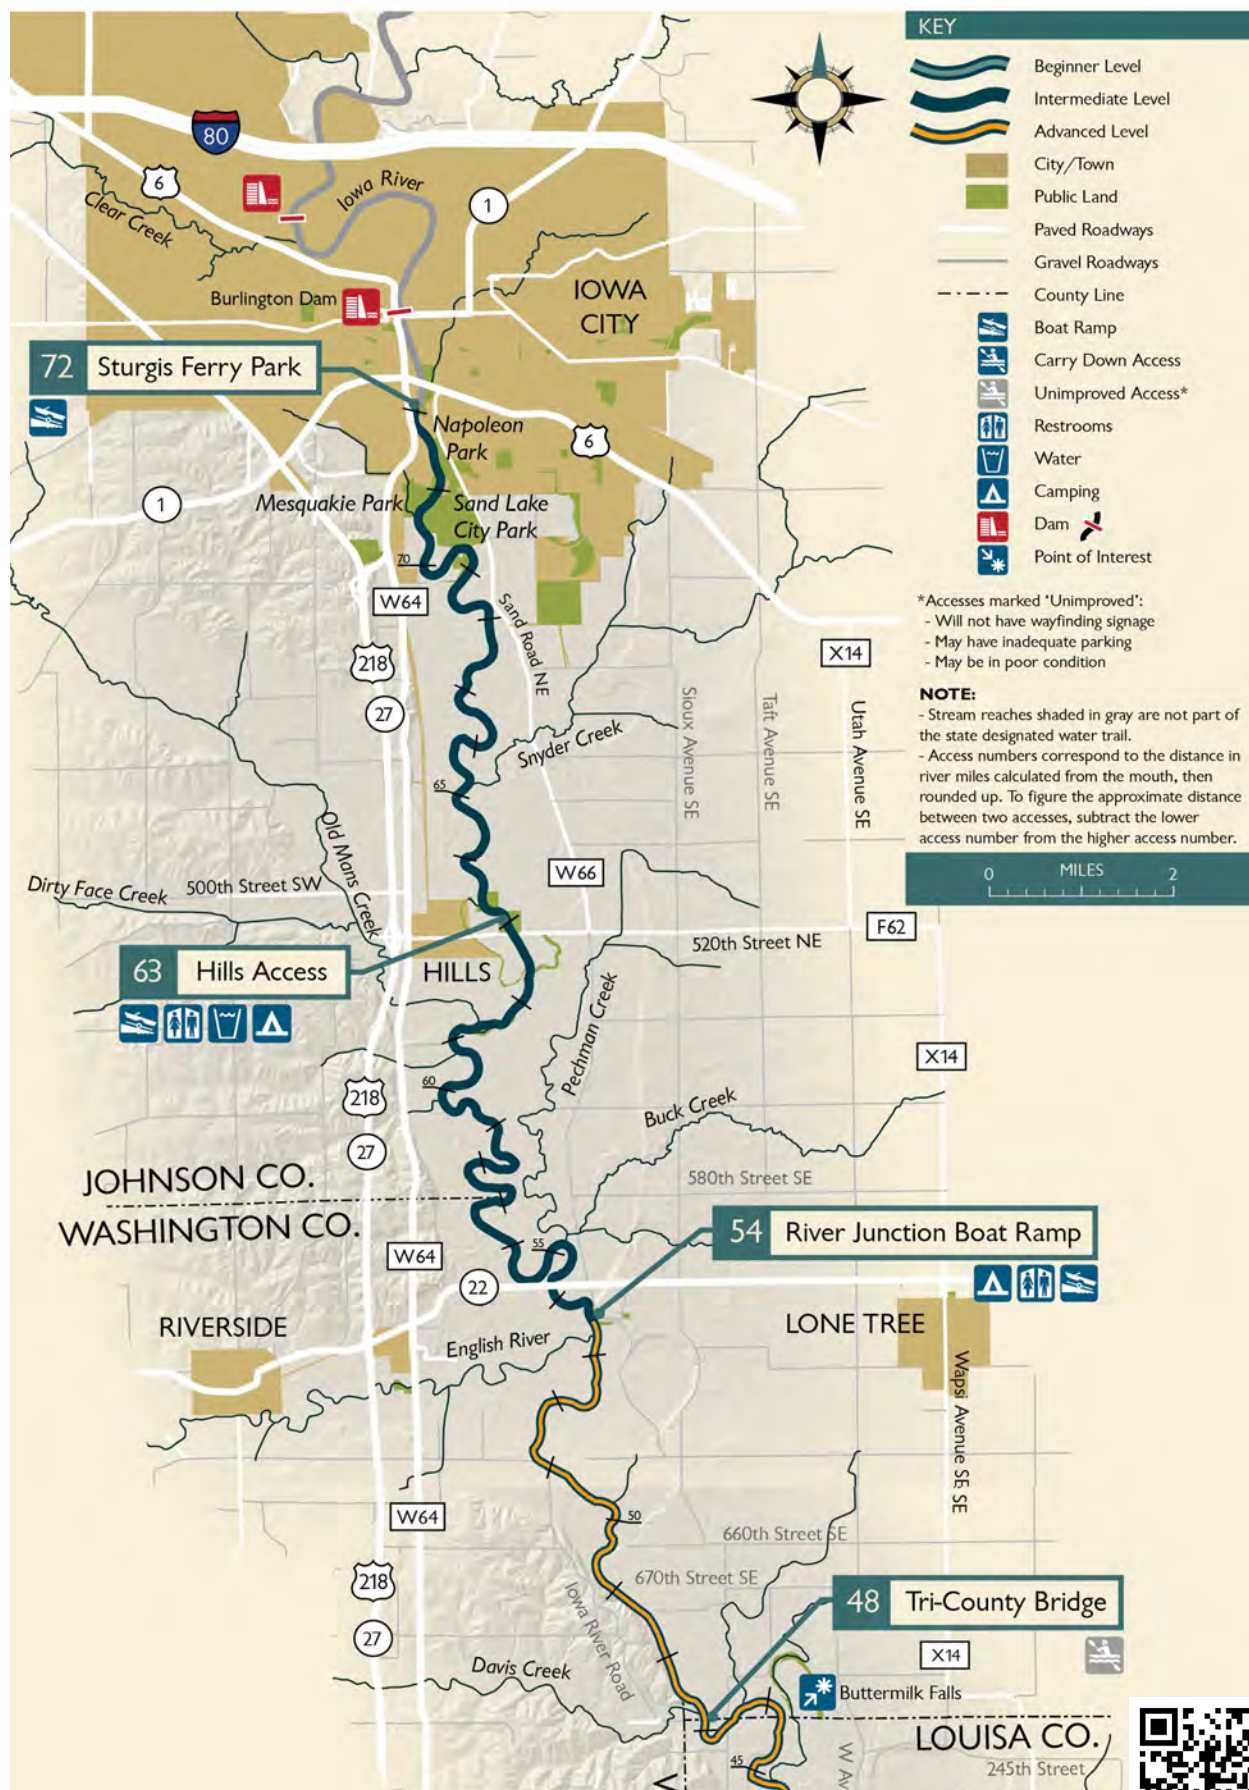 KEY
Beginner Level
Intermediate Level
Advanced Level
City/Town
Public Land
Paved Roadways
Gravel Roadways
County Line
Boat Ramp
Carry Down Access
Unimproved Access*
Restrooms
Water
Camping
Dam
Point of Interest
*Accesses marked 'Unimproved':
- Will not have wayfinding signage
- May have inadequate parking
- May be in poor condition
NOTE:
- Stream reaches shaded in gray are not part of
the state designated water trail.
- Access numbers correspond to the distance in
river miles calculated from the mouth, then
rounded up. To figure the approximate distance
between two accesses, subtract the lower
access number from the higher access number.
0 MILES 2
80
6
Clear Creek
Iowa River
1
Burlington Dam
IOWA
CITY
72 Sturgis Ferry Park
Napoleon
Park
6
1
Mesquakie Park
Sand Lake
City Park
70
W64
Sand Road NE
218
27
X14
Sioux Avenue SE
Taft Avenue SE
Utah Avenue SE
Snyder Creek
65
Old Mans Creek
W66
Dirty Face Creek
500th Street SW
F62
520th Street NE
63 Hills Access
HILLS
Pechman Creek
X14
60
218
Buck Creek
27
580th Street SE
JOHNSON CO.
WASHINGTON CO.
54 River Junction Boat Ramp
55
W64
22
RIVERSIDE
LONE TREE
English River
Wapsi Avenue SE
SE
W64
50
660th Street SE
670th Street SE
218
27
Iowa River Road
48 Tri-County Bridge
X14
Davis Creek
Buttermilk Falls
LOUISA CO.
45
W Av
245th Street